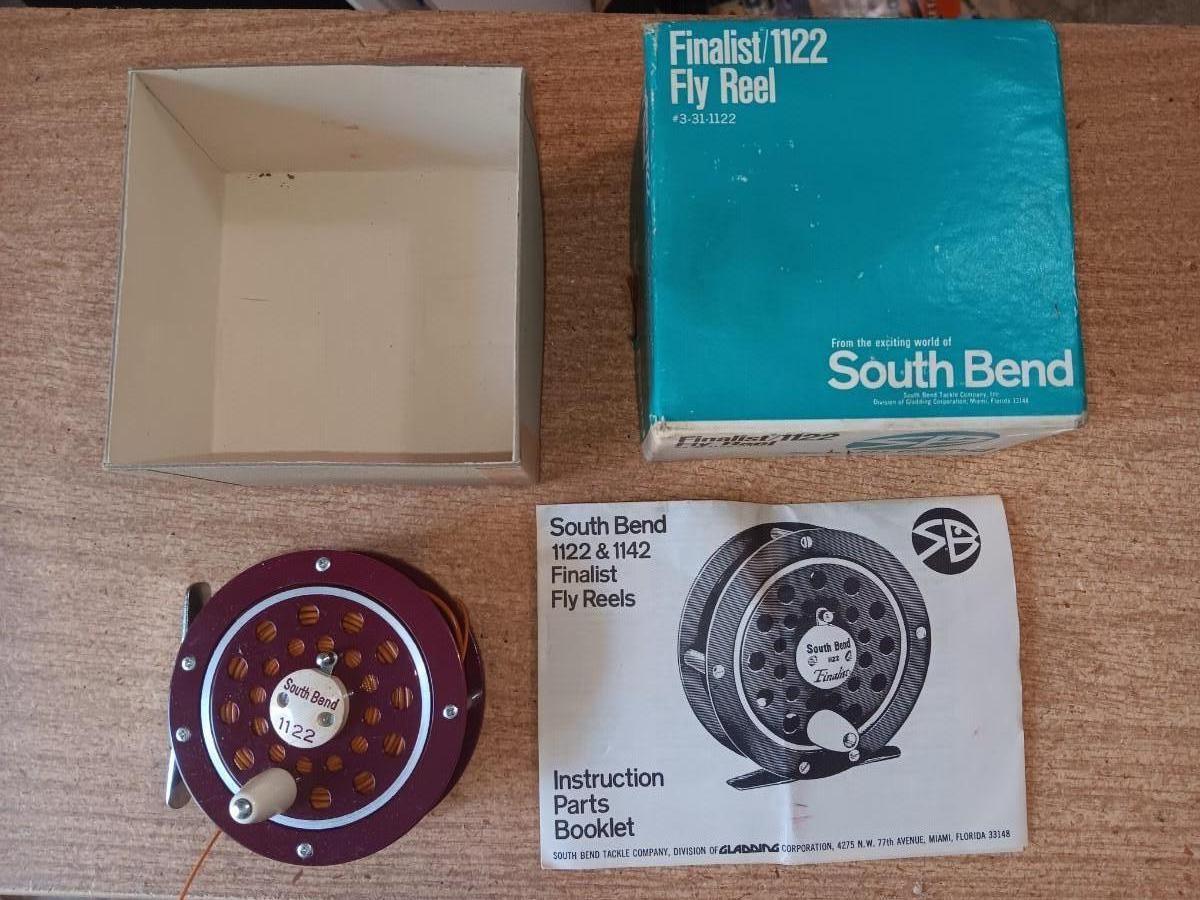 Finalist/1122
Fly Reel
#3-31-1122
From the exciting world of
South Bend
South Bend Tackle Company, Inc.
Division of Gladding Corporation, Miami, Florida 33148
Finalist/1122
Fly Reel
SB
South Bend
1122
South Bend
1122 & 1142
Finalist
Fly Reels
SB
South Bend
1122
Finalist
Instruction
Parts
Booklet
SOUTH BEND TACKLE COMPANY, DIVISION OF GLADDING CORPORATION, 4275 N.W. 77th AVENUE, MIAMI, FLORIDA 33148